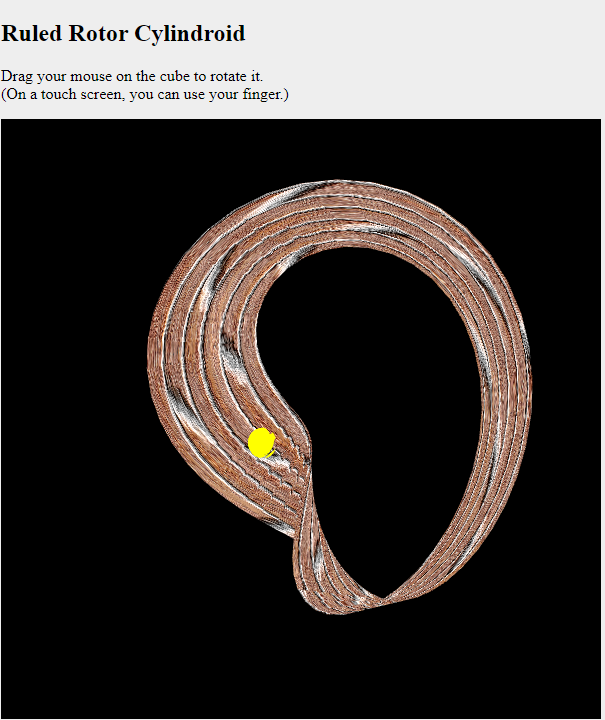 Ruled Rotor Cylindroid
Drag your mouse on the cube to rotate it.
(On a touch screen, you can use your finger.)